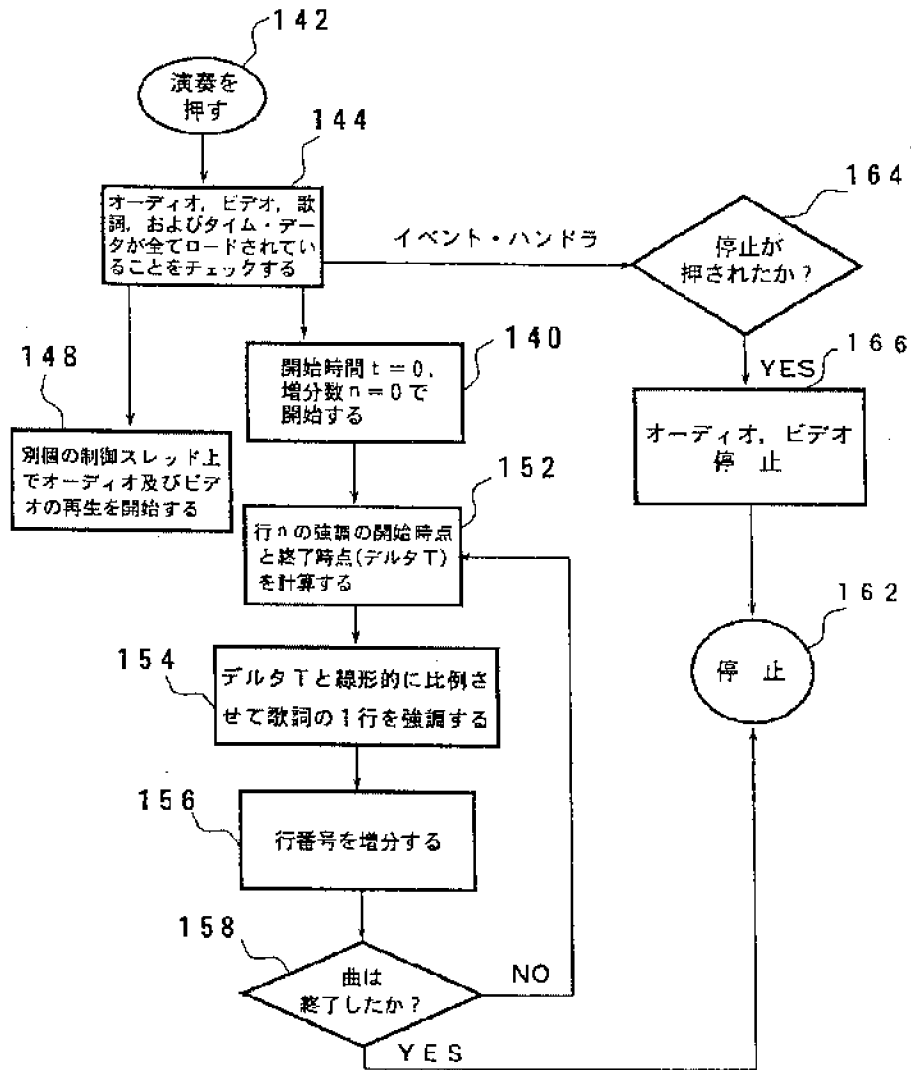 142
演奏を
押す
144
オーディオ，ビデオ，歌
詞，およびタイム・デー
タが全てロードされてい
ることをチェックする
イベント・ハンドラ
164
停止が
押されたか？
148
別個の制御スレッド上
でオーディオ及びビデ
オの再生を開始する
140
開始時間t=0，
増分数n=0で
開始する
YES
166
オーディオ，ビデオ
停　止
152
行nの強調の開始時点
と終了時点(デルタT)
を計算する
162
停　止
154
デルタTと線形的に比例さ
せて歌詞の1行を強調する
156
行番号を増分する
158
曲は
終了したか？
NO
YES